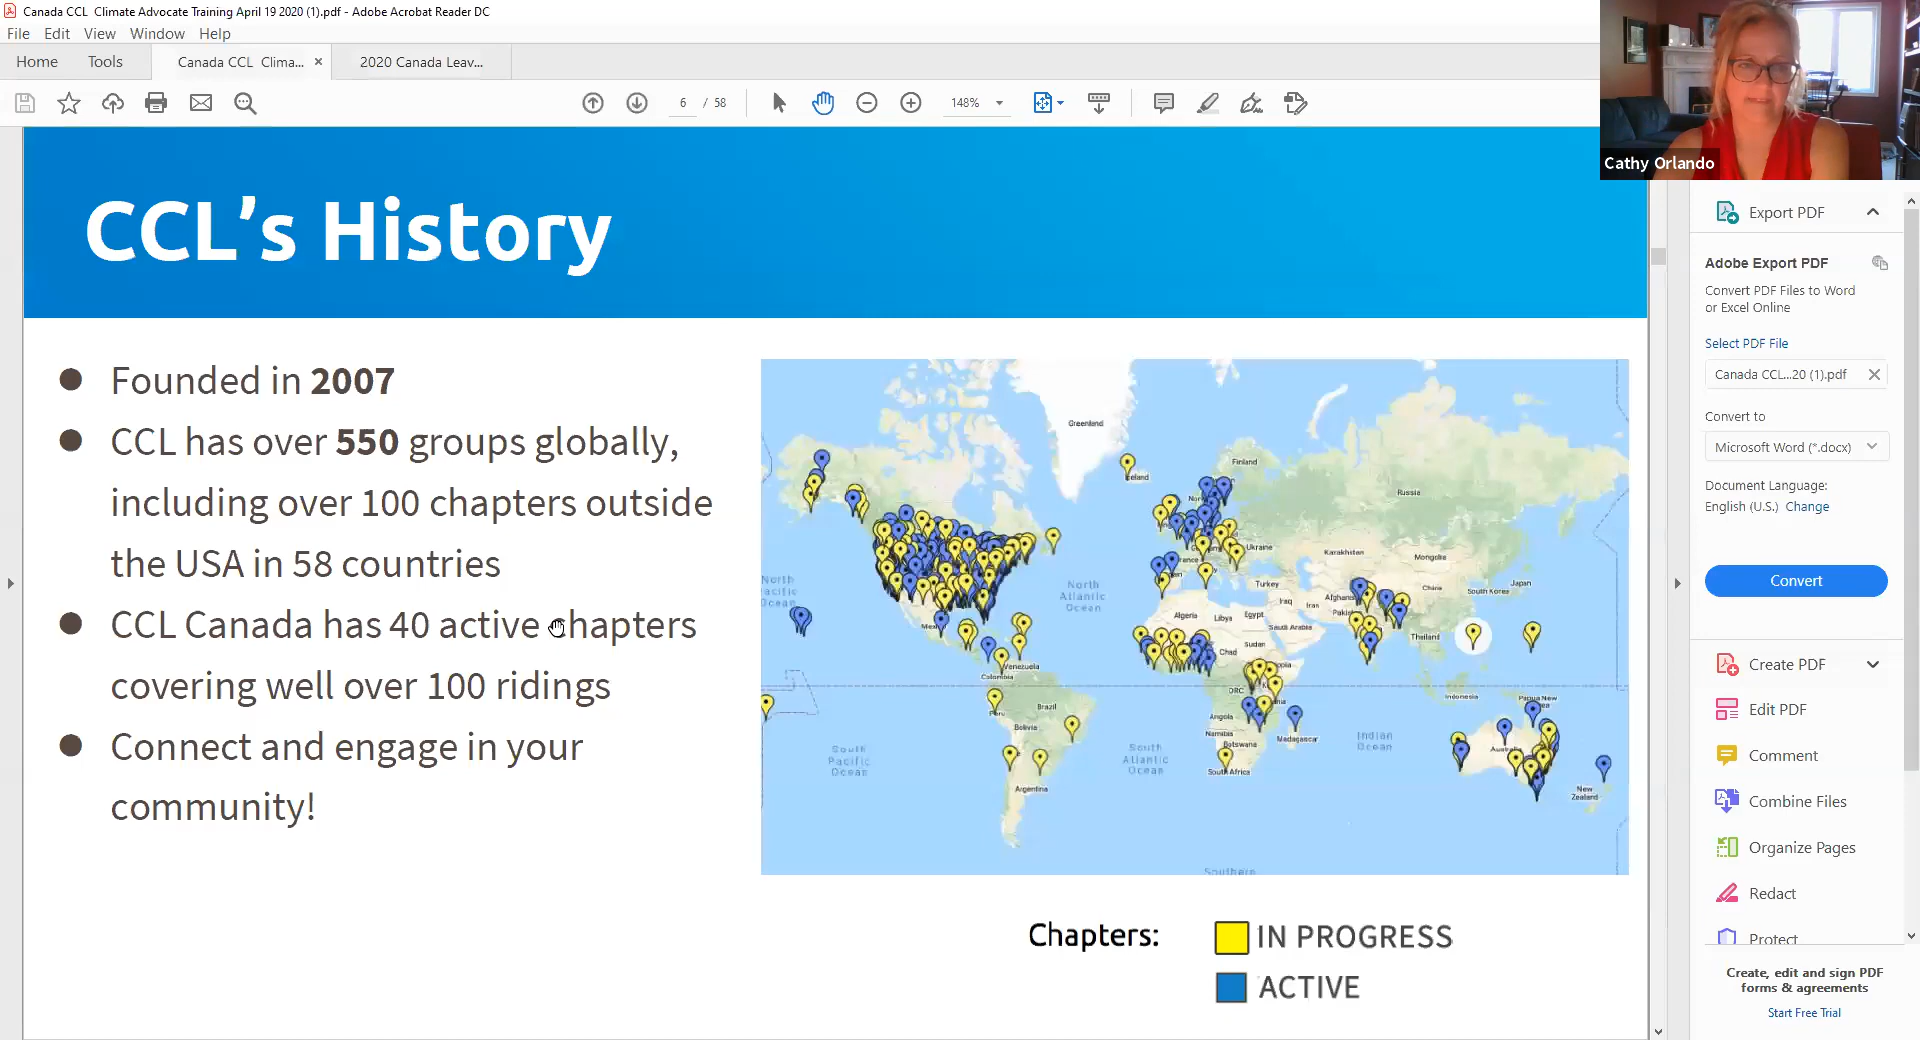 Canada CCL Climate Advocate Training April 19 2020 (1).pdf - Adobe Acrobat Reader DC
File Edit View Window Help
Home Tools Canada CCL Clima... × 2020 Canada Leav...
6 / 58 148%
Cathy Orlando
CCL's History
Founded in 2007
CCL has over 550 groups globally,
including over 100 chapters outside
the USA in 58 countries
CCL Canada has 40 active chapters
covering well over 100 ridings
Connect and engage in your
community!
Greenland
Finland
Russia
Ukraine
Kazakhstan
Mongolia
North
Atlantic
Ocean
Turkey
China
Japan
South Korea
Iraq
Iran
Algeria
Libya
Egypt
Saudi Arabia
Thailand
Chad
Sudan
Venezuela
Colombia
DRC
Indonesia
Papua New
Brazil
Peru
Angola
Bolivia
Namibia
Botswana
Madagascar
Indian
Ocean
South
Pacific
Ocean
South
Atlantic
Ocean
South Africa
Argentina
New
Zealand
Southern
Chapters: IN PROGRESS
ACTIVE
Export PDF
Adobe Export PDF
Convert PDF Files to Word
or Excel Online
Select PDF File
Canada CCL...20 (1).pdf
Convert to
Microsoft Word (*.docx)
Document Language:
English (U.S.) Change
Convert
Create PDF
Edit PDF
Comment
Combine Files
Organize Pages
Redact
Protect
Create, edit and sign PDF
forms & agreements
Start Free Trial